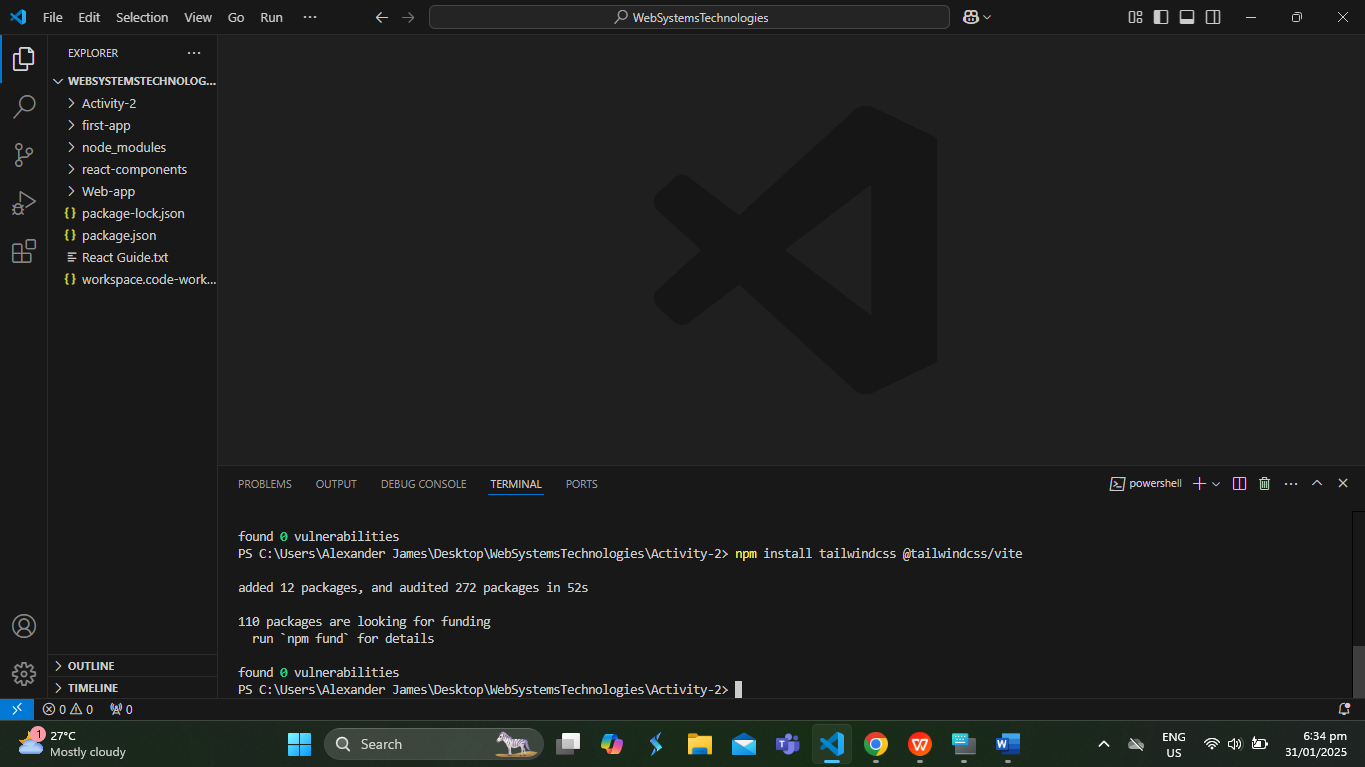 File Edit Selection View Go Run ···
WebSystemsTechnologies
EXPLORER
WEBSYSTEMSTECHNOLOG...
Activity-2
first-app
node_modules
react-components
Web-app
{} package-lock.json
{} package.json
React Guide.txt
{} workspace.code-work...
OUTLINE
TIMELINE
PROBLEMS OUTPUT DEBUG CONSOLE TERMINAL PORTS
powershell
found 0 vulnerabilities
PS C:\Users\Alexander James\Desktop\WebSystemsTechnologies\Activity-2> npm install tailwindcss @tailwindcss/vite
added 12 packages, and audited 272 packages in 52s
110 packages are looking for funding
run `npm fund` for details
found 0 vulnerabilities
PS C:\Users\Alexander James\Desktop\WebSystemsTechnologies\Activity-2>
0 0 0
1
27°C
Mostly cloudy
Search
ENG
US
6:34 pm
31/01/2025